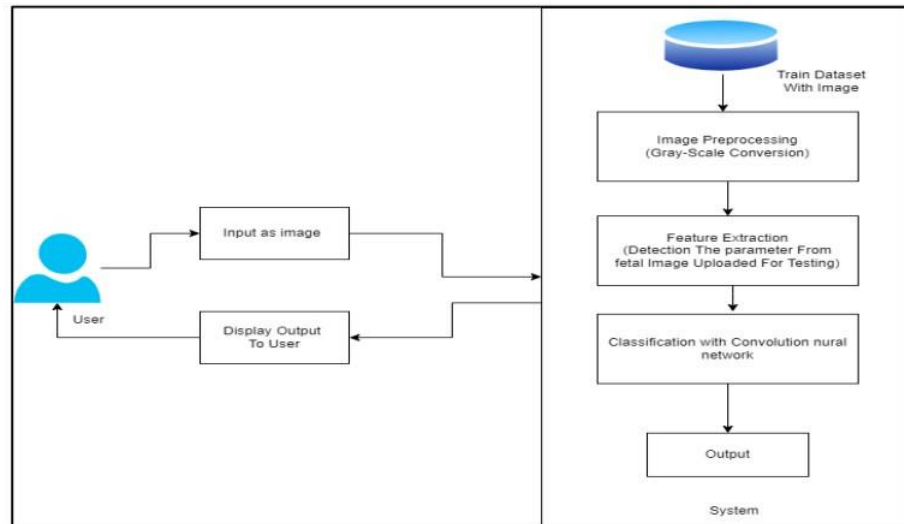 Train Dataset
With Image
Image Preprocessing
(Gray-Scale Conversion)
Input as image
Feature Extraction
(Detection The parameter From
fetal Image Uploaded For Testing)
User
Display Output
To User
Classification with Convolution nural
network
Output
System